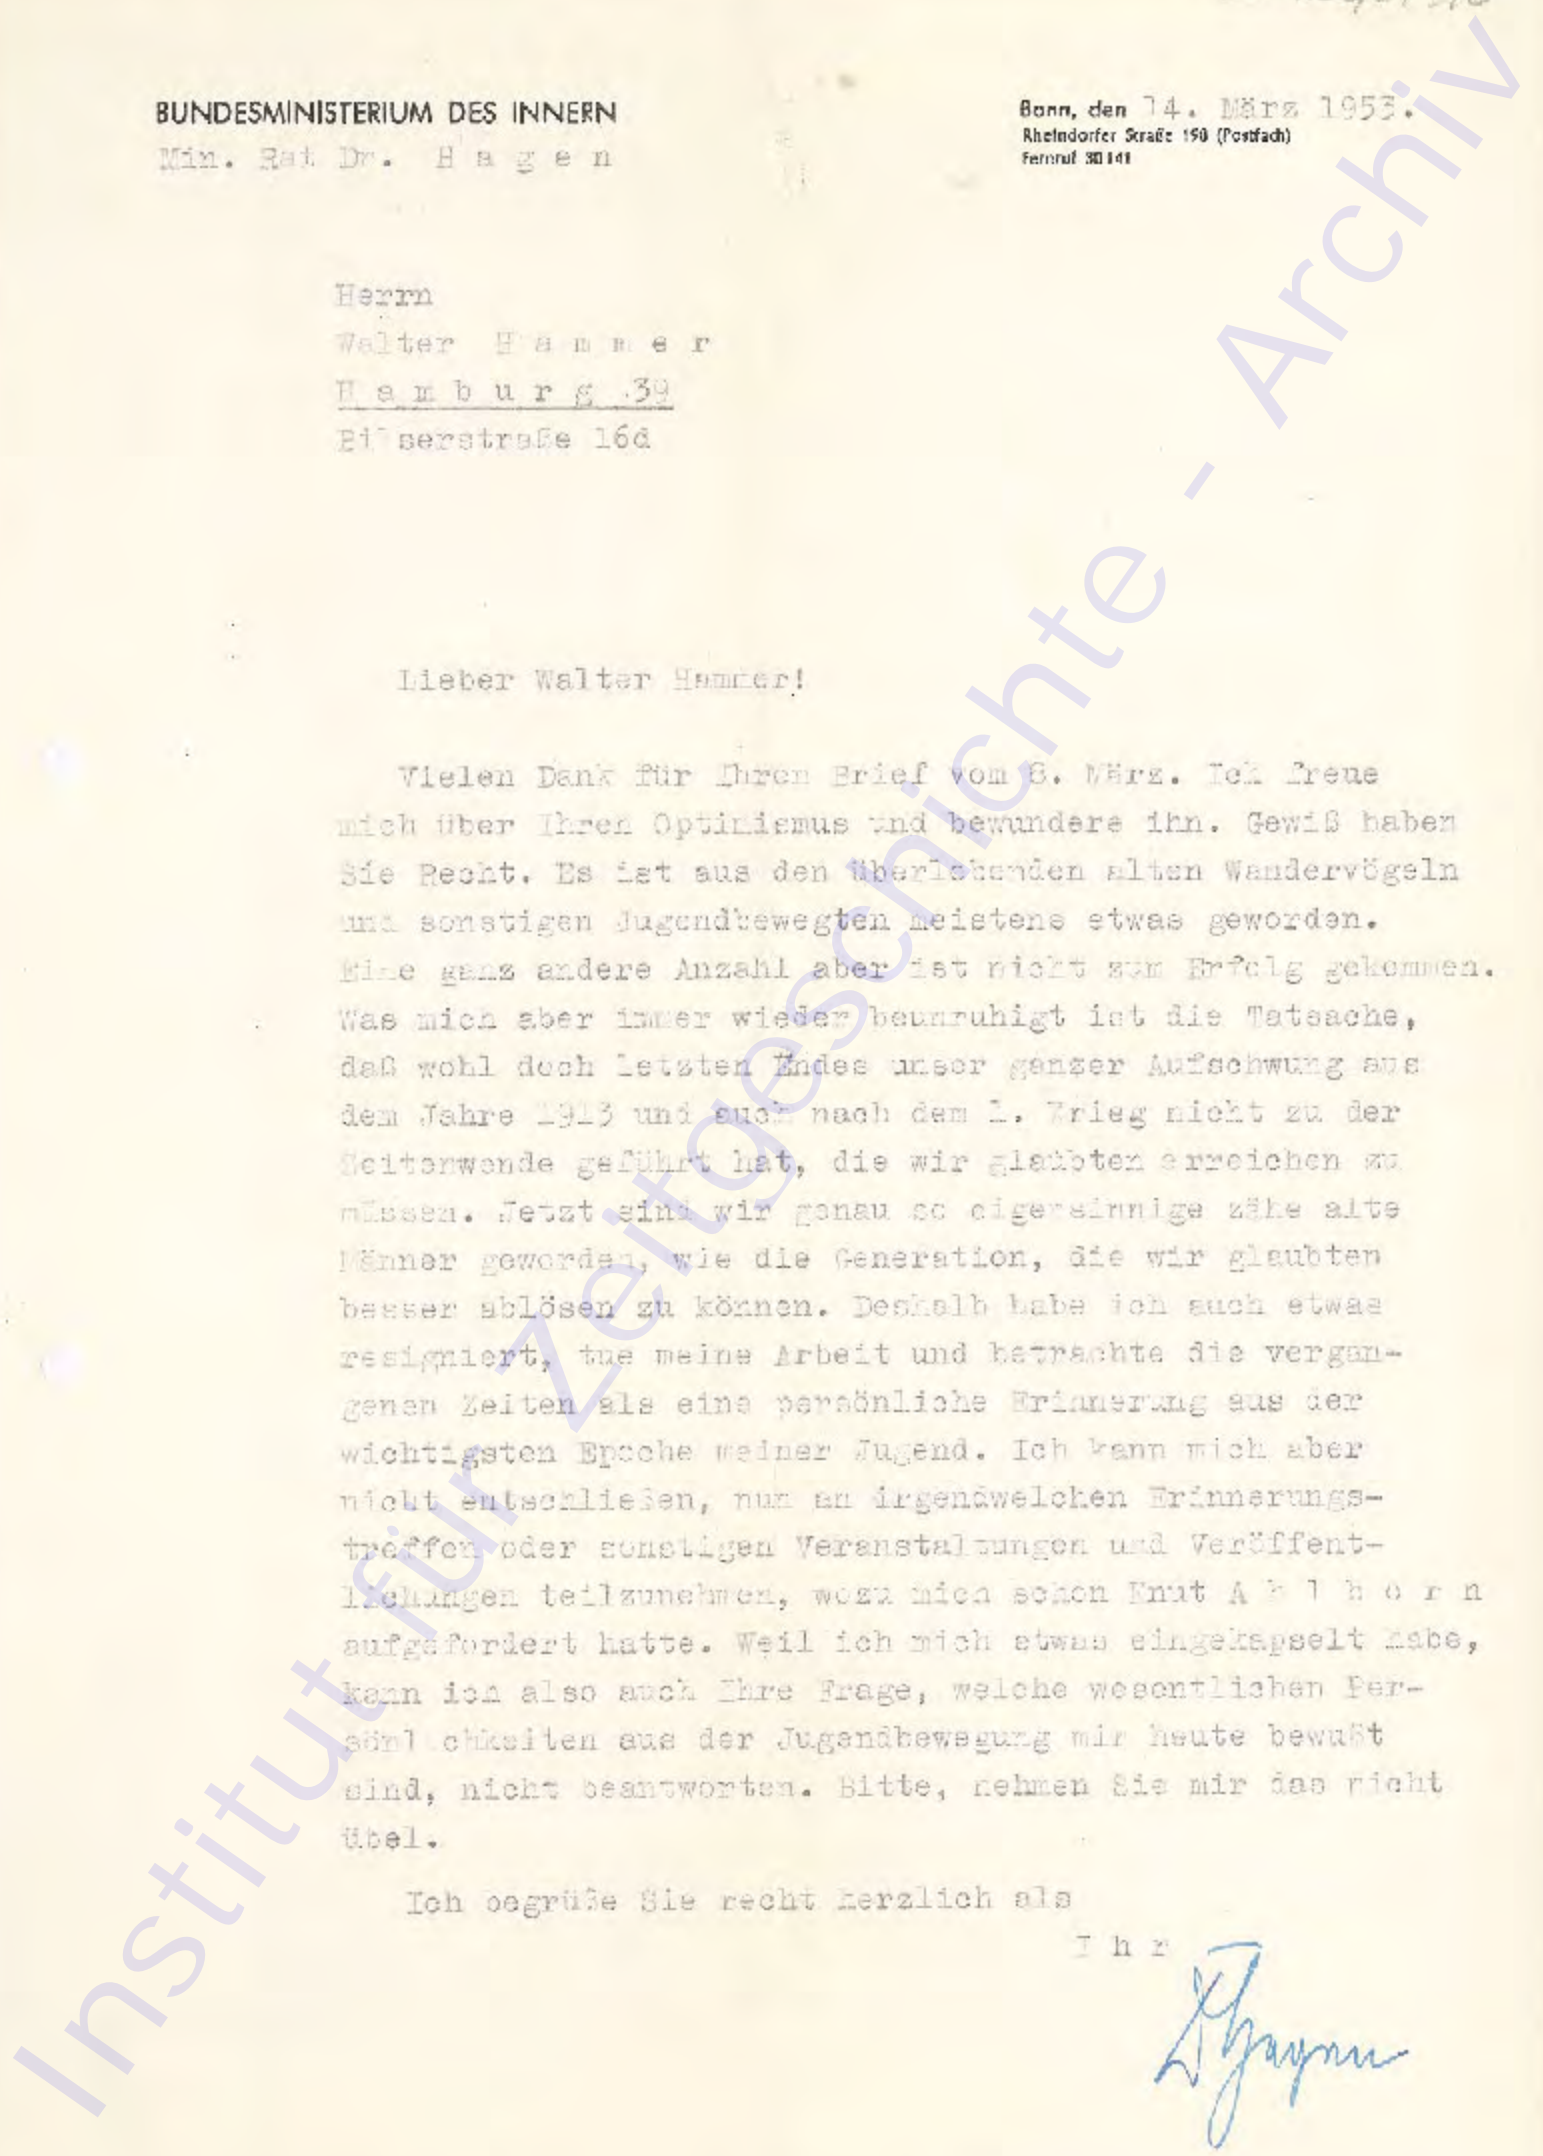 BUNDESMINISTERIUM DES INNERN
Min. Rat Dr. H a g e n
Bonn, den 14. März 1953.
Rheindorfer Straße 198 (Postfach)
Fernruf 30141
Herrn
Walter H a m m e r
H a m b u r g 39
Bilserstraße 16d
Lieber Walter Hammer!
Vielen Dank für Ihren Brief vom 6. März. Ich freue
mich über Ihren Optimismus und bewundere ihn. Gewiß haben
Sie Recht. Es ist aus den überlebenden alten Wandervögeln
und sonstigen Jugendbewegten meistens etwas geworden.
Eine ganz andere Anzahl aber ist nicht zum Erfolg gekommen.
Was mich aber immer wieder beunruhigt ist die Tatsache,
daß wohl doch letzten Endes unser ganzer Aufschwung aus
dem Jahre 1913 und auch nach dem 1. Krieg nicht zu der
Zeitenwende geführt hat, die wir glaubten erreichen zu
müssen. Jetzt sind wir genau so eigensinnige zähe alte
Männer geworden, wie die Generation, die wir glaubten
besser ablösen zu können. Deshalb habe ich auch etwas
resigniert, tue meine Arbeit und betrachte die vergan-
genen Zeiten als eine persönliche Erinnerung aus der
wichtigsten Epoche meiner Jugend. Ich kann mich aber
nicht entschließen, nun an irgendwelchen Erinnerungs-
treffen oder sonstigen Veranstaltungen und Veröffent-
lichungen teilzunehmen, wozu mich schon Knut A h l h o r n
aufgefordert hatte. Weil ich mich etwas eingekapselt habe,
kann ich also auch Ihre Frage, welche wesentlichen Per-
sönlichkeiten aus der Jugendbewegung mir heute bewußt
sind, nicht beantworten. Bitte, nehmen Sie mir das nicht
übel.
Ich begrüße Sie recht herzlich als
I h r
Hagen
Institut für Zeitgeschichte - Archiv